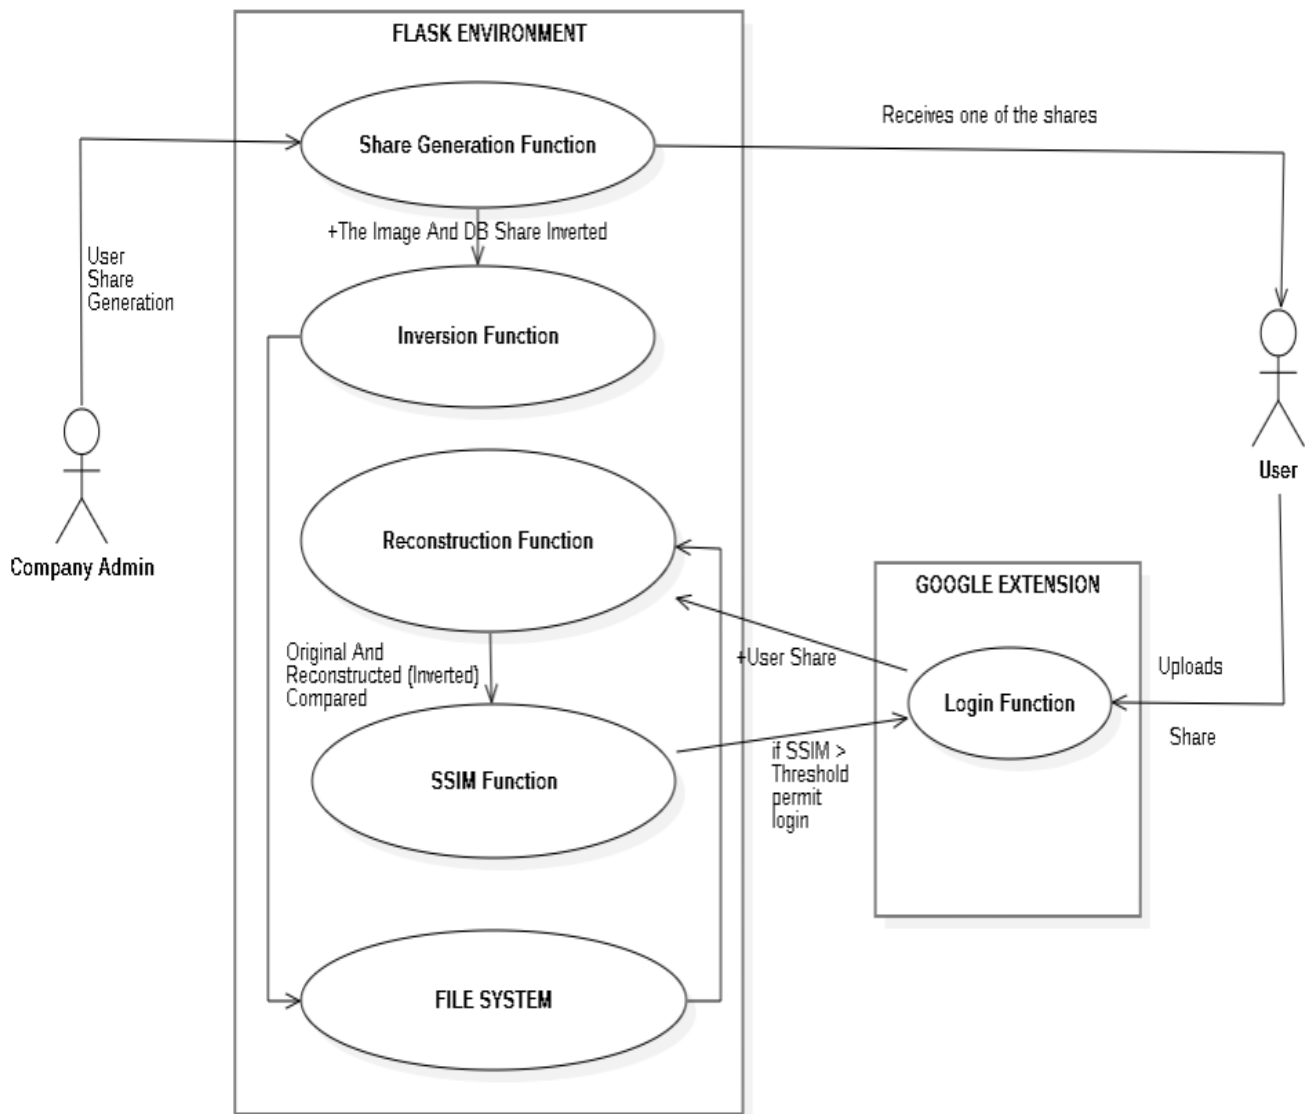 FLASK ENVIRONMENT
Share Generation Function
Receives one of the shares
+The Image And DB Share Inverted
User
Share
Generation
Inversion Function
Company Admin
User
Reconstruction Function
GOOGLE EXTENSION
Original And
Reconstructed (Inverted)
Compared
+User Share
Login Function
Uploads
Share
SSIM Function
if SSIM >
Threshold
permit
login
FILE SYSTEM